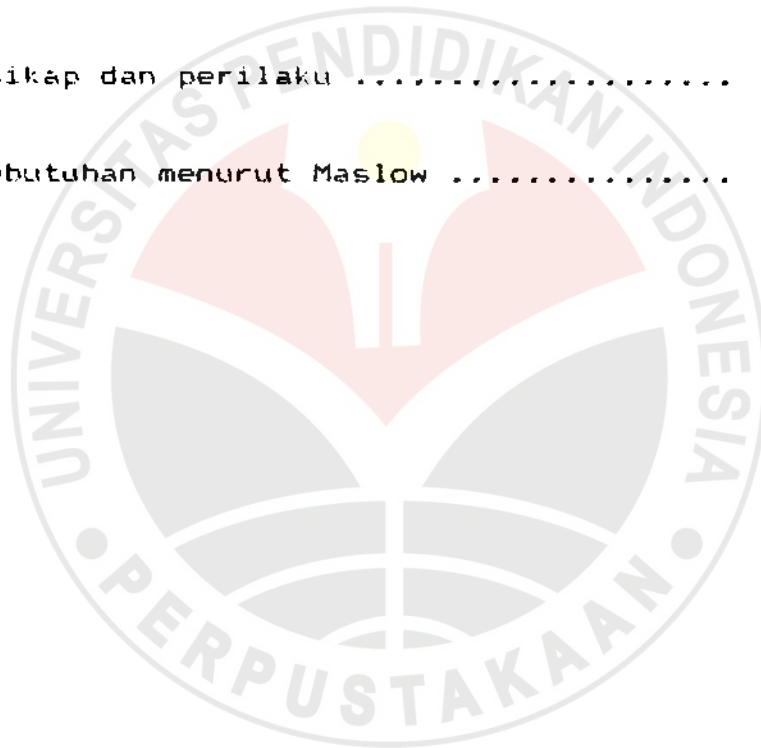 ikap dan perilaku ......................
butuhan menurut Maslow ................
UNIVERSITAS PENDIDIKAN INDONESIA
PERPUSTAKAAN